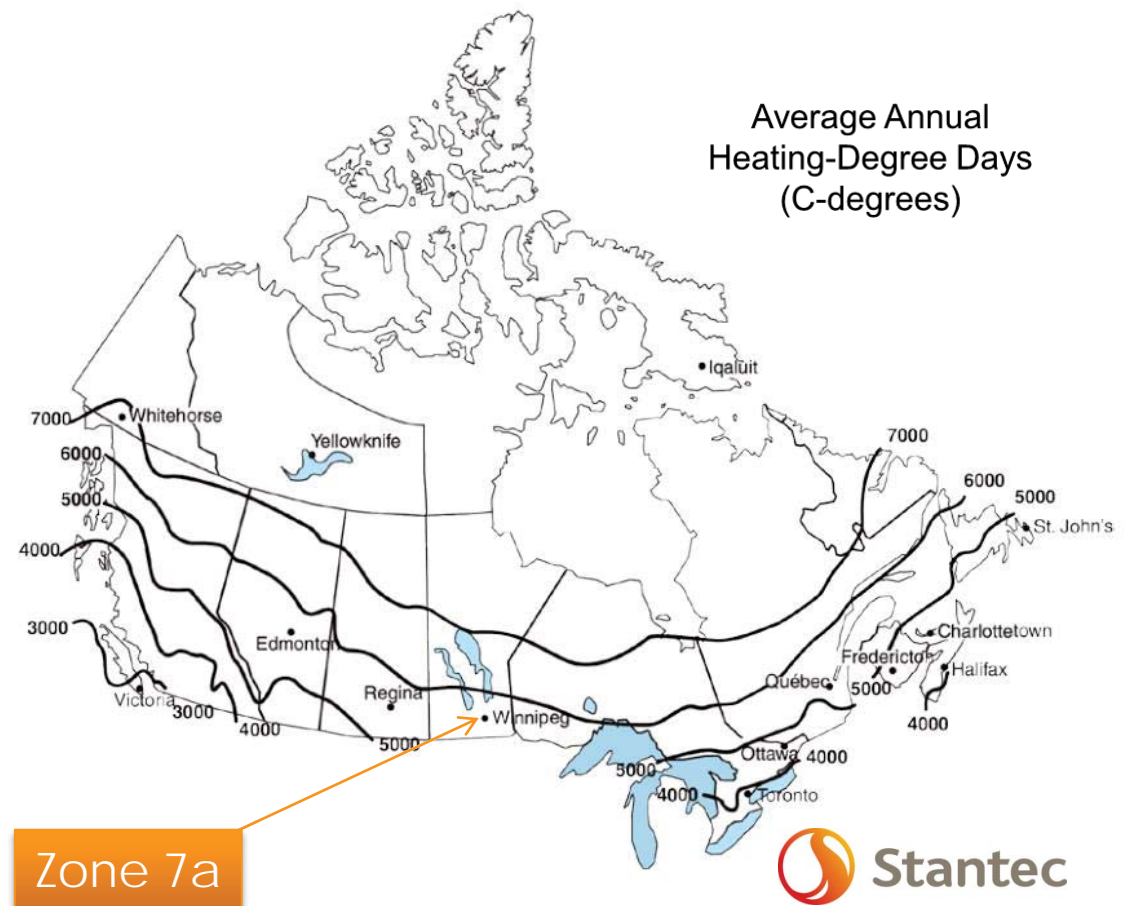 Average Annual
Heating-Degree Days
(C-degrees)
Iqaluit
7000
Whitehorse
Yellowknife
7000
6000
6000
5000
5000
St. John's
4000
3000
Edmonton
Charlottetown
Fredericton
Halifax
Victoria
Regina
Québec
5000
3000
Winnipeg
4000
4000
5000
Ottawa
4000
5000
4000
Toronto
Zone 7a
Stantec